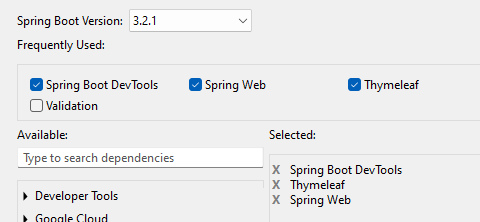 Spring Boot Version: 3.2.1
Frequently Used:
Spring Boot DevTools Spring Web Thymeleaf
Validation
Available: Selected:
Type to search dependencies
X Spring Boot DevTools
X Thymeleaf
X Spring Web
Developer Tools
Google Cloud